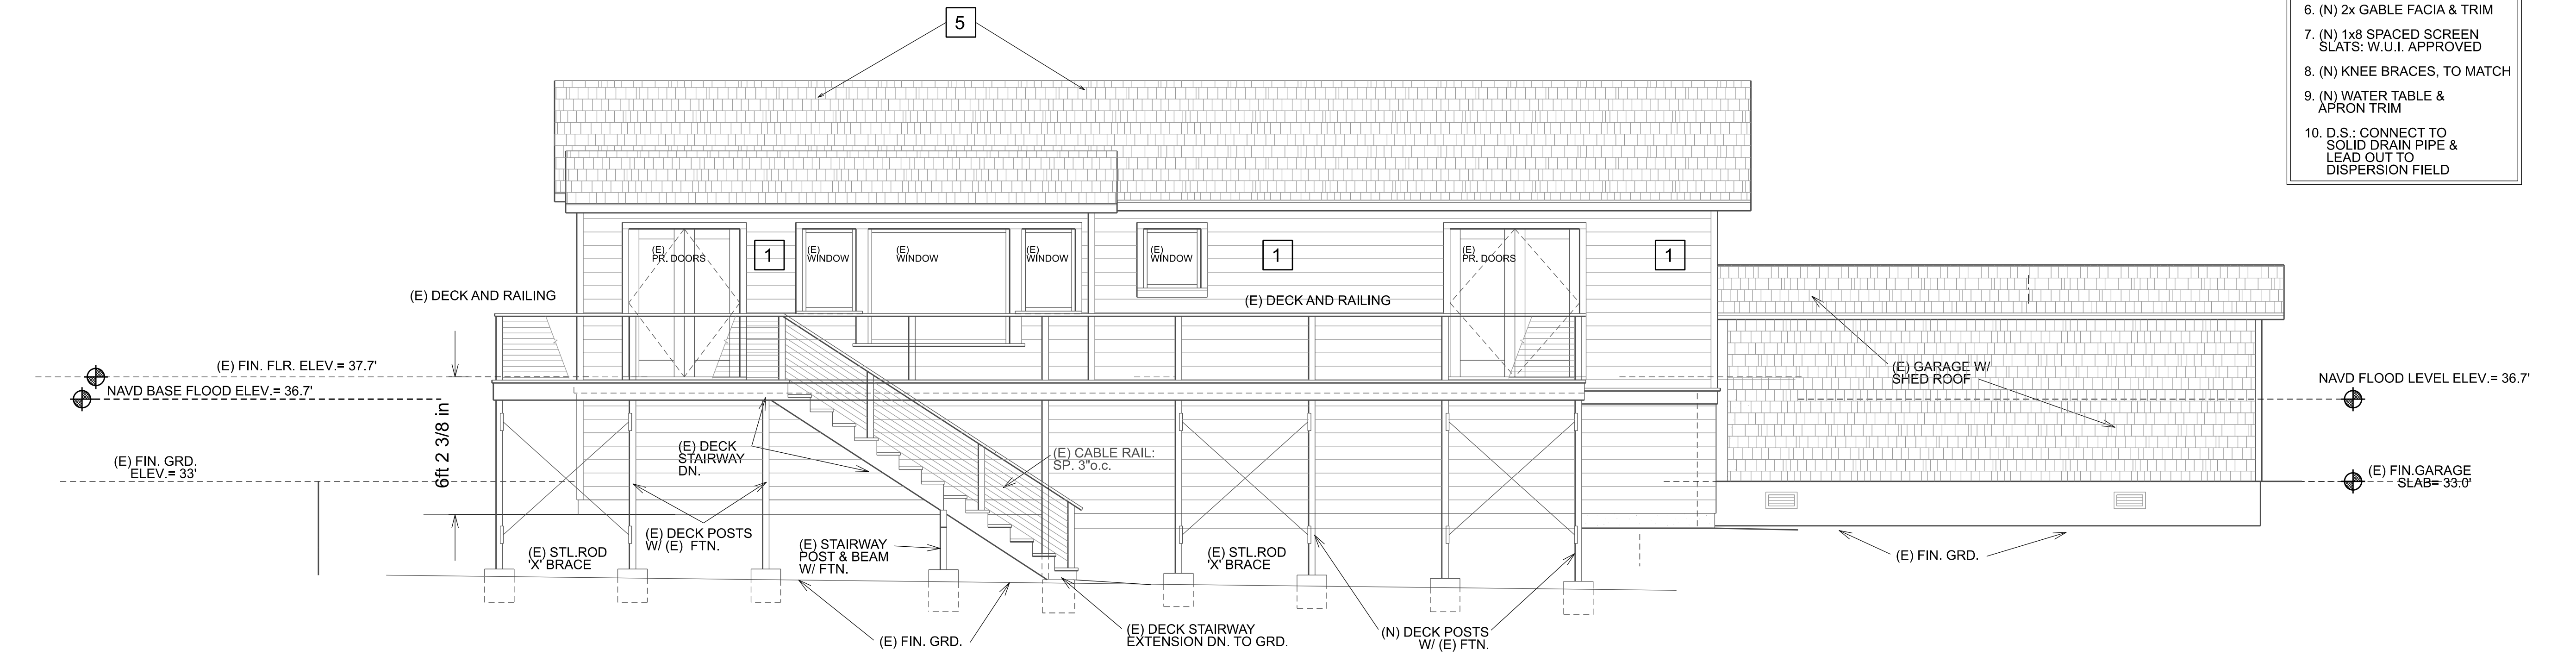 5
6. (N) 2x GABLE FACIA & TRIM
7. (N) 1x8 SPACED SCREEN
SLATS: W.U.I. APPROVED
8. (N) KNEE BRACES, TO MATCH
9. (N) WATER TABLE &
APRON TRIM
10. D.S.: CONNECT TO
SOLID DRAIN PIPE &
LEAD OUT TO
DISPERSION FIELD
(E)
PR. DOORS
1
(E)
WINDOW
(E)
WINDOW
(E)
WINDOW
(E)
WINDOW
1
(E)
PR. DOORS
1
(E) DECK AND RAILING
(E) DECK AND RAILING
(E) FIN. FLR. ELEV.= 37.7'
NAVD BASE FLOOD ELEV.= 36.7'
6ft 2 3/8 in
(E) FIN. GRD.
ELEV.= 33'
(E) GARAGE W/
SHED ROOF
NAVD FLOOD LEVEL ELEV.= 36.7'
(E) FIN.GARAGE
SLAB= 33.0'
(E) DECK
STAIRWAY
DN.
(E) CABLE RAIL:
SP. 3"o.c.
(E) DECK POSTS
W/ (E) FTN.
(E) STL.ROD
'X' BRACE
(E) STAIRWAY
POST & BEAM
W/ FTN.
(E) STL.ROD
'X' BRACE
(E) FIN. GRD.
(E) FIN. GRD.
(E) DECK STAIRWAY
EXTENSION DN. TO GRD.
(N) DECK POSTS
W/ (E) FTN.